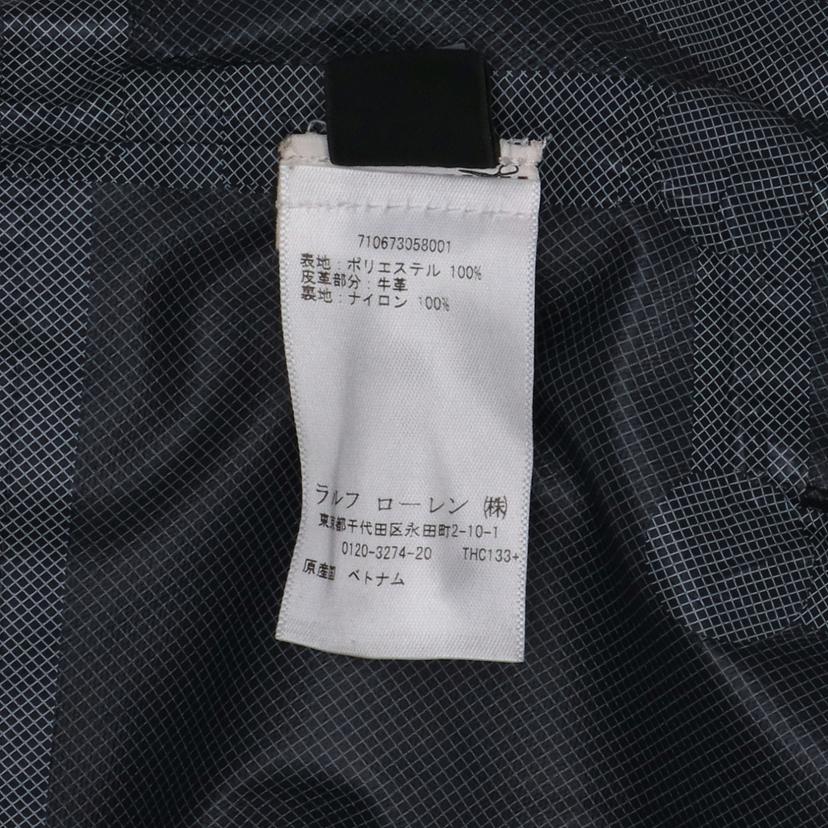 710673058001
表地：ポリエステル 100%
皮革部分：牛革
裏地：ナイロン 100%
ラルフ ローレン ㈱
東京都千代田区永田町2-10-1
0120-3274-20 THC133+
原産国 ベトナム